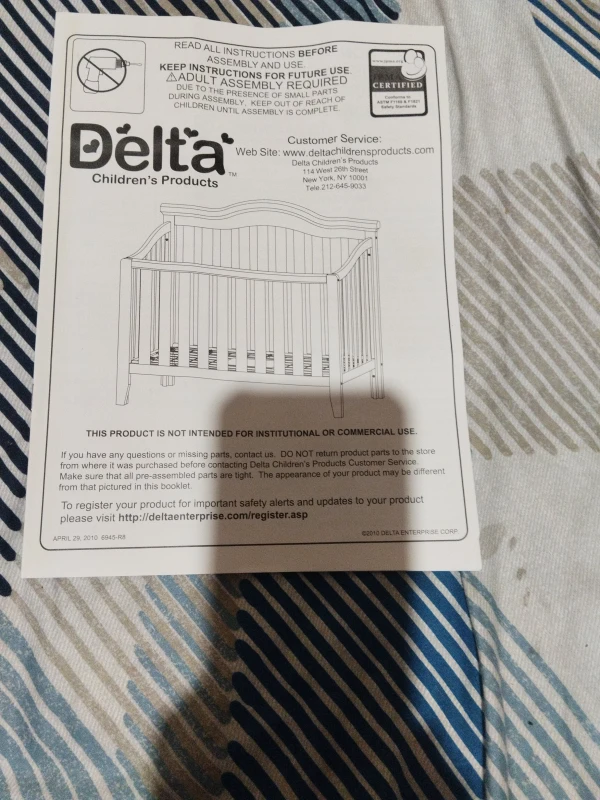 READ ALL INSTRUCTIONS BEFORE
ASSEMBLY AND USE.
KEEP INSTRUCTIONS FOR FUTURE USE.
⚠ADULT ASSEMBLY REQUIRED
DUE TO THE PRESENCE OF SMALL PARTS
DURING ASSEMBLY. KEEP OUT OF REACH OF
CHILDREN UNTIL ASSEMBLY IS COMPLETE.
CERTIFIED
Conforms to
Safety Standards
Delta
Children's Products™
Customer Service:
Web Site: www.deltachildrensproducts.com
Delta Children's Products
114 West 26th Street
New York, NY 10001
Tele.212-645-9033
THIS PRODUCT IS NOT INTENDED FOR INSTITUTIONAL OR COMMERCIAL USE.
If you have any questions or missing parts, contact us. DO NOT return product parts to the store
from where it was purchased before contacting Delta Children's Products Customer Service.
Make sure that all pre-assembled parts are tight. The appearance of your product may be different
from that pictured in this booklet.
To register your product for important safety alerts and updates to your product
please visit http://deltaenterprise.com/register.asp
APRIL 29, 2010 6945-R8
©2010 DELTA ENTERPRISE CORP.